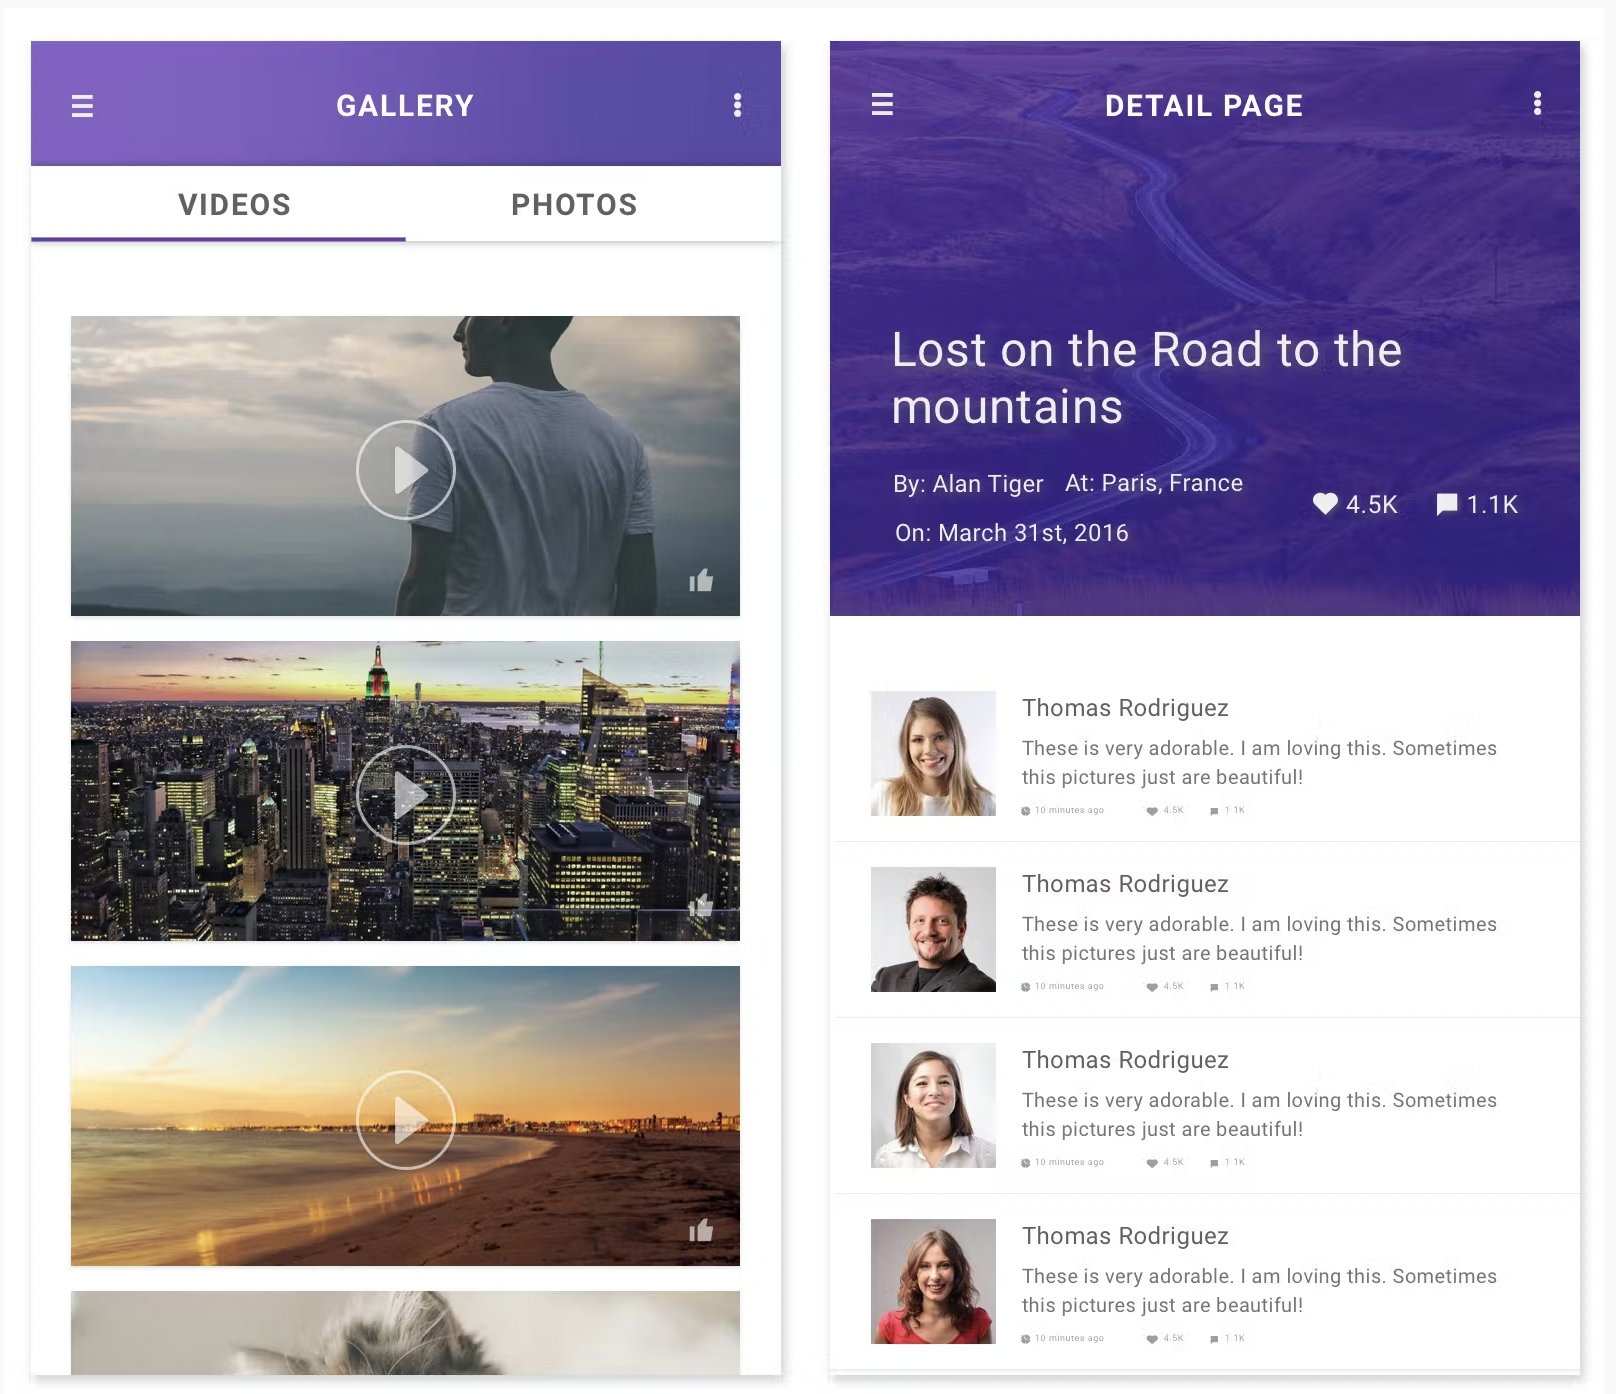 GALLERY
VIDEOS
PHOTOS
DETAIL PAGE
Lost on the Road to the
mountains
By: Alan Tiger At: Paris, France
On: March 31st, 2016
4.5K 1.1K
Thomas Rodriguez
These is very adorable. I am loving this. Sometimes
this pictures just are beautiful!
10 minutes ago 4.5K 1 1K
Thomas Rodriguez
These is very adorable. I am loving this. Sometimes
this pictures just are beautiful!
10 minutes ago 4.5K 1 1K
Thomas Rodriguez
These is very adorable. I am loving this. Sometimes
this pictures just are beautiful!
10 minutes ago 4.5K 1 1K
Thomas Rodriguez
These is very adorable. I am loving this. Sometimes
this pictures just are beautiful!
10 minutes ago 4.5K 1 1K